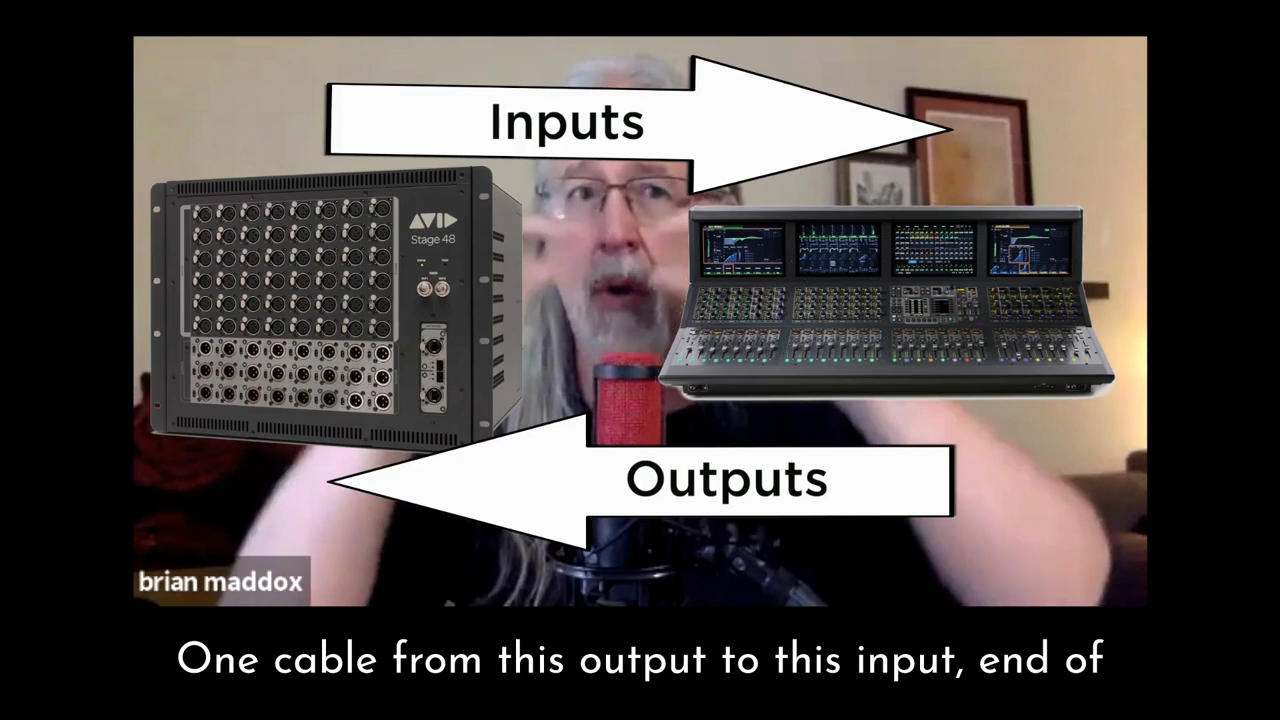 Inputs
AVID
Stage 48
Outputs
brian maddox
One cable from this output to this input, end of